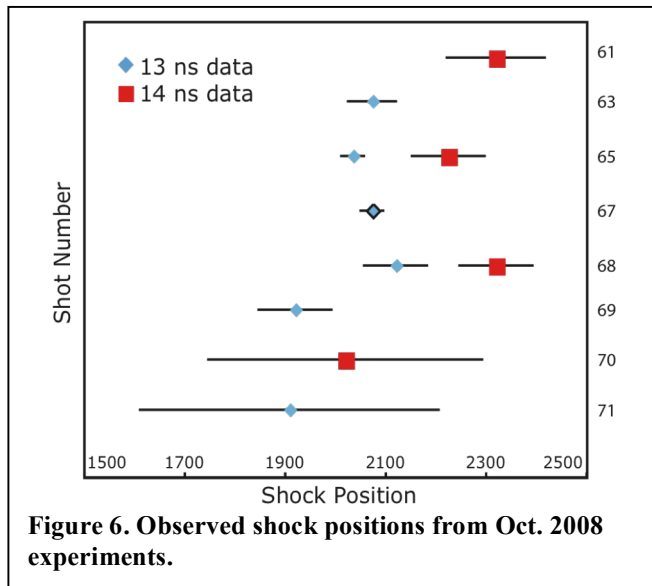 61
13 ns data
14 ns data
63
65
67
68
69
70
71
Shot Number
1500 1700 1900 2100 2300 2500
Shock Position
Figure 6. Observed shock positions from Oct. 2008
experiments.